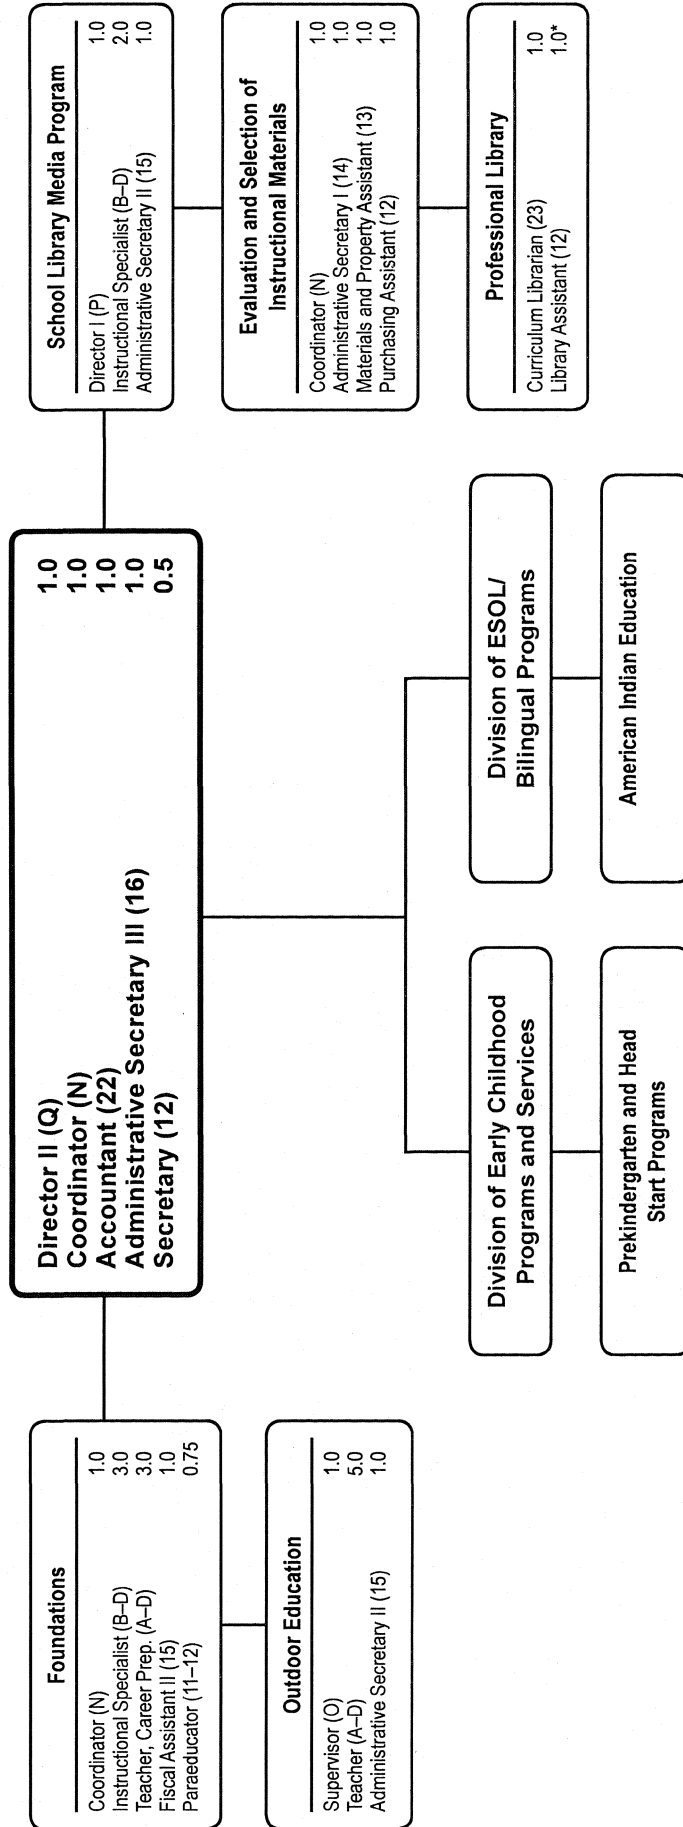 Director II (Q) 1.0
Coordinator (N) 1.0
Accountant (22) 1.0
Administrative Secretary III (16) 1.0
Secretary (12) 0.5
Foundations
Coordinator (N) 1.0
Instructional Specialist (B–D) 3.0
Teacher, Career Prep. (A–D) 3.0
Fiscal Assistant II (15) 1.0
Paraeducator (11–12) 0.75
Outdoor Education
Supervisor (O) 1.0
Teacher (A–D) 5.0
Administrative Secretary II (15) 1.0
Division of Early Childhood
Programs and Services
Prekindergarten and Head
Start Programs
Division of ESOL/
Bilingual Programs
American Indian Education
School Library Media Program
Director I (P) 1.0
Instructional Specialist (B–D) 2.0
Administrative Secretary II (15) 1.0
Evaluation and Selection of
Instructional Materials
Coordinator (N) 1.0
Administrative Secretary I (14) 1.0
Materials and Property Assistant (13) 1.0
Purchasing Assistant (12) 1.0
Professional Library
Curriculum Librarian (23) 1.0
Library Assistant (12) 1.0*